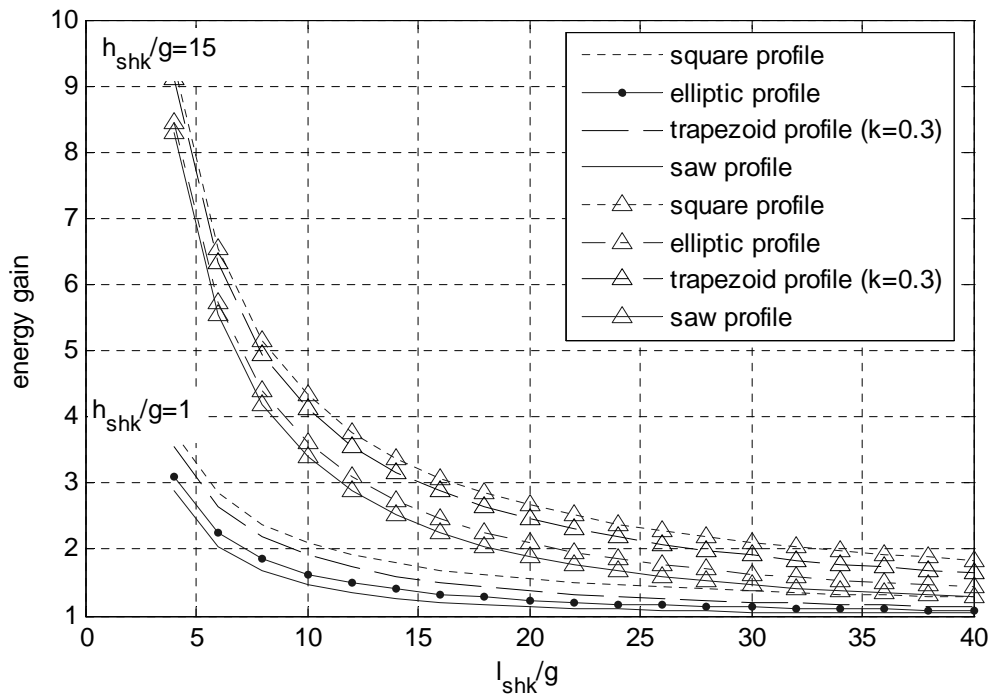 10
9
8
7
6
5
4
3
2
1
energy gain
h_shk/g=15
h_shk/g=1
square profile
elliptic profile
trapezoid profile (k=0.3)
saw profile
square profile
elliptic profile
trapezoid profile (k=0.3)
saw profile
0 5 10 15 20 25 30 35 40
l_shk/g